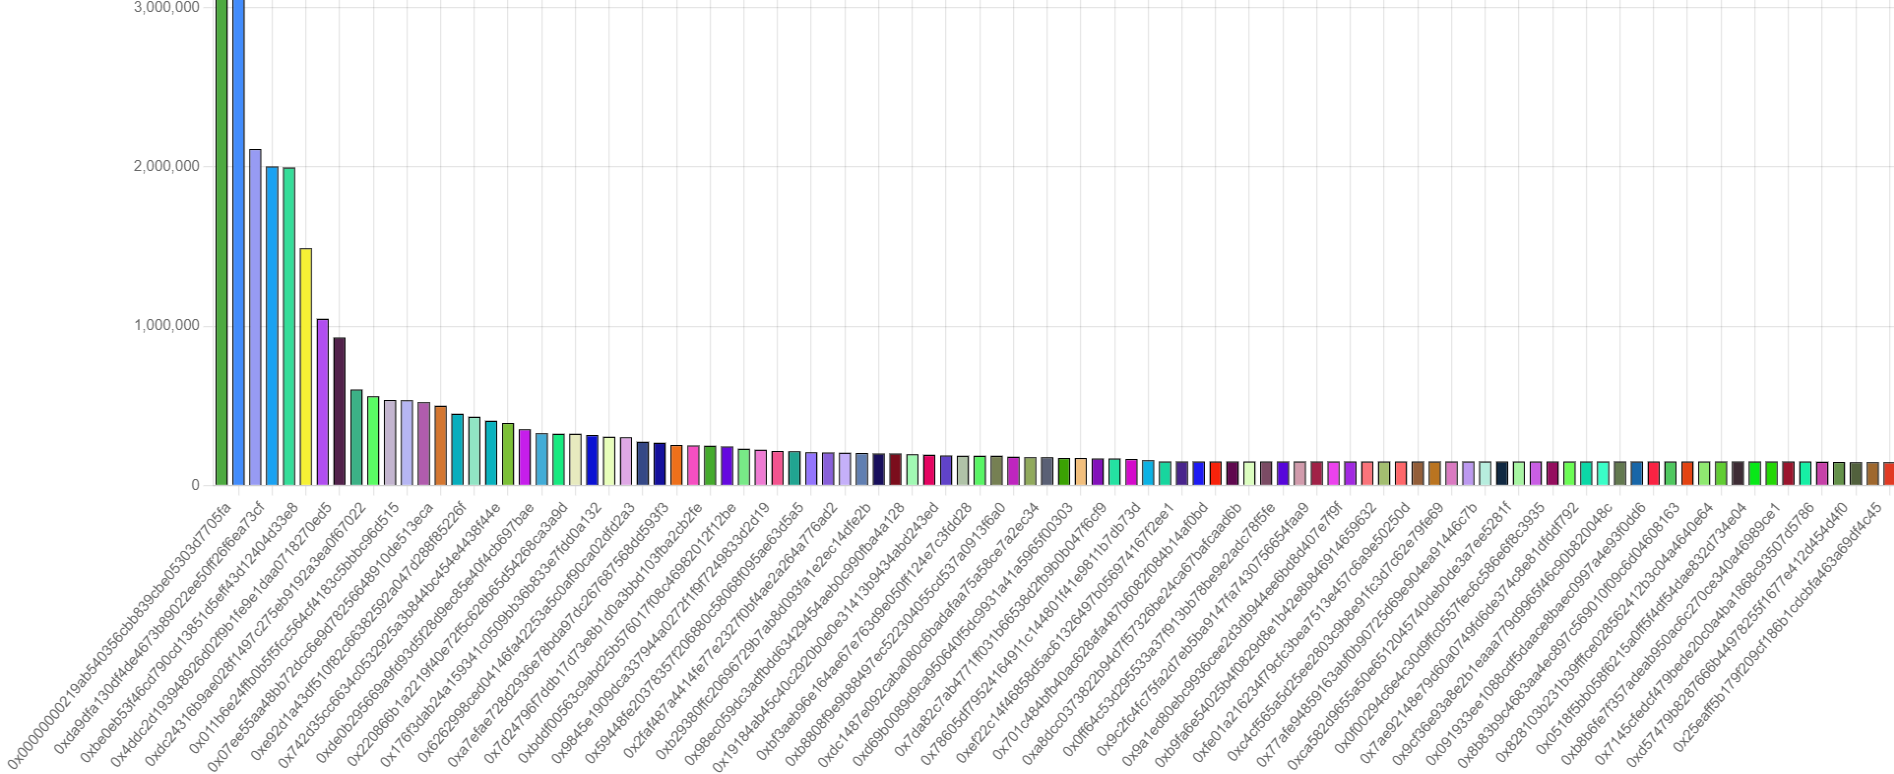 3,000,000
2,000,000
1,000,000
0
0x00000000219ab540356cbb839cbe05303d7705fa
0xda9dfa130df4de4673b89022ee50ff26f6ea73cf
0xbe0eb53f46cd790cd13851d5eff43d12404d33e8
0x4ddc2d193948926d02f9b1fe9e1daa0718270ed5
0xdc24316b9ae028f1497c275eb9192a3ea0f67022
0x011b6e24ffb0b5f5fcc564cf4183c5bbbc96d515
0x07ee55aa48bb72dcc6e9d78256648910de513eca
0xe92d1a43df510f82c66382592a047d288f85226f
0x742d35cc6634c0532925a3b844bc454e4438f44e
0xde0b295669a9fd93d5f28d9ec85e40f4cb697bae
0x220866b1a2219f40e72f5c628b65d54268ca3a9d
0x176f3dab24a159341c0509bb36b833e7fdd0a132
0x6262998ced04146fa42253a5c0af90ca02dfd2a3
0xa7efae728d2936e78bda97dc267687568dd593f3
0x7d24796f7ddb17d73e8b1d0a3bbd103fba2cb2fe
0xbddf00563c9abd25b576017f08c46982012f12be
0x9845e1909dca337944a0272f1f9f7249833d2d19
0x59448fe20378357f206880c58068f095ae63d5a5
0x2faf487a4414fe77e2327f0bf4ae2a264a776ad2
0xb29380ffc20696729b7ab8d093fa1e2ec14dfe2b
0x98ec059dc3adfbdd63429454aeb0c990fba4a128
0x19184ab45c40c2920b0e0e31413b9434abd243ed
0xbf3aeb96e164ae67e763d9e050ff124e7c3fdd28
0xb8808f9e9b88497ec522304055cd537a0913f6a0
0xdc1487e092caba080c6badafaa75a58ce7a2ec34
0xd69b0089d9ca950640f5dc9931a41a5965f00303
0x7da82c7ab4771ff031b66538d2fb9b0b047f6cf9
0x78605df79524164911c144801f41e9811b7db73d
0xef22c14f46858d5ac61326497b056974167f2ee1
0x701c484bfb40ac628afa487b6082f084b14af0bd
0xa8dcc0373822b94d7f57326be24ca67bafcaad6b
0x0ff64c53d295533a37f913bb78be9e2adc78f5fe
0x9c2fc4fc75fa2d7eb5ba9147fa7430756654faa9
0x9a1ed80ebc9936cee2d3db944ee6bd8d407e7f9f
0xb9fa6e54025b4f0829d8e1b42e8b846914659632
0xfe01a216234f79cfc3bea7513e457c6a9e50250d
0xc4cf565a5d25ee2803c9b8e91fc3d7c62e79fe69
0x77afe94859163abf0b90725d69e904ea91446c7b
0xca582d9655a50e6512045740deb0de3a7ee5281f
0x0f00294c6e4c30d9ffc0557fec6c586e6f8c3935
0x7ae92148e79d60a0749fd6de374c8e81dfddf792
0x9cf36e93a8e2b1eaaa779d9965f46c90b820048c
0x091933ee1088cdf5daace8baec0997a4e93f0dd6
0x8b83b9c4683aa4ec897c569010f09c6d04608163
0x828103b231b39fffce028562412b3c04a4640e64
0x0518f5bb058f6215a0ff5f4df54dae832d734e04
0xb8b6fe7f357adeab950ac6c270ce340a46989ce1
0x7145cfedcf479bede20c0a4ba1868c93507d5786
0xd57479b8287666b44978255f1677e412d454d4f0
0x25eaff5b179f209cf186b1cdcbfa463a69df4c45